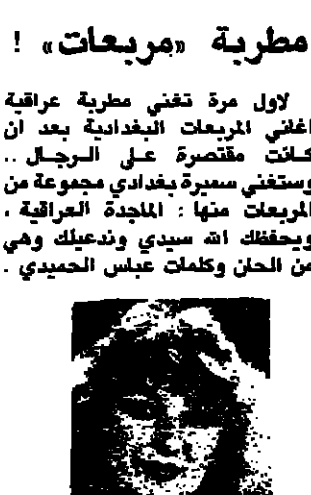 مطربة «مربعات» !
لاول مرة تغني مطربة عراقية
اغاني المربعات البغدادية بعد ان
كانت مقتصرة على الرجال ..
وستغني سميرة بغدادي مجموعة من
المربعات منها : الماجدة العراقية ،
ويحفظك الله سيدي وندعيلك وهي
من الحان وكلمات عباس الحميدي .